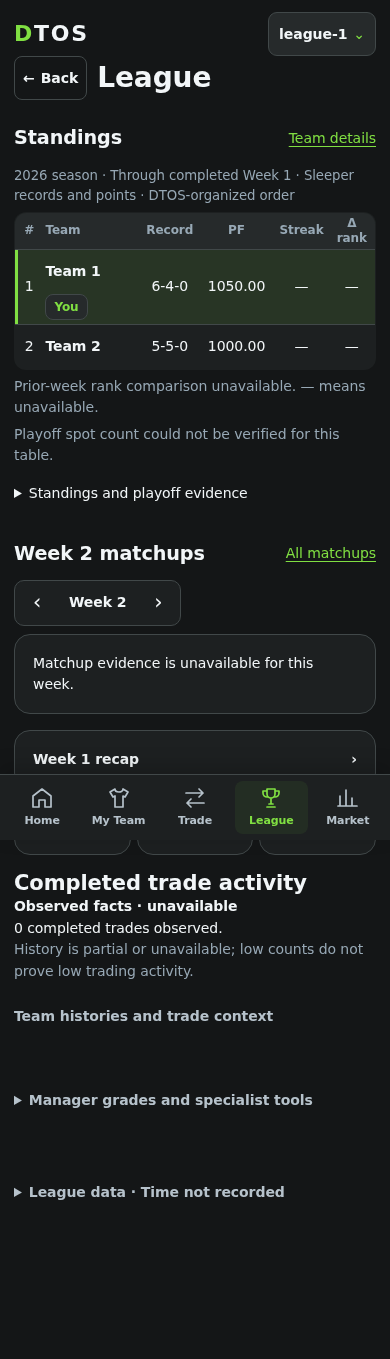 DTOS
league-1 ⌄
← Back
League
Standings
Team details
2026 season · Through completed Week 1 · Sleeper
records and points · DTOS-organized order
# Team Record PF Streak Δ rank
1 Team 1 You 6-4-0 1050.00 — —
2 Team 2 5-5-0 1000.00 — —
Prior-week rank comparison unavailable. — means
unavailable.
Playoff spot count could not be verified for this
table.
▶ Standings and playoff evidence
Week 2 matchups
All matchups
‹ Week 2 ›
Matchup evidence is unavailable for this
week.
Week 1 recap ›
Home
My Team
Trade
League
Market
Completed trade activity
Observed facts · unavailable
0 completed trades observed.
History is partial or unavailable; low counts do not
prove low trading activity.
Team histories and trade context
▶ Manager grades and specialist tools
▶ League data · Time not recorded